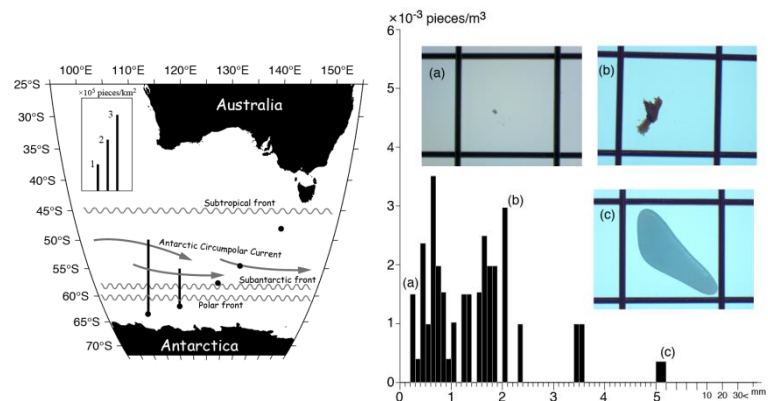 100°E 120°E 140°E
110°E 130°E 150°E
25°S
×10⁵ pieces/km²
3
2
1
Australia
30°S
35°S
40°S
Subtropical front
45°S
50°S
Antarctic Circumpolar Current
55°S
Subantarctic front
60°S
Polar front
65°S
70°S
Antarctica
×10⁻³ pieces/m³
6
5
4
3
2
1
0
(a)
(b)
(c)
(a)
(b)
(c)
0 1 2 3 4 5 10 20 30< mm